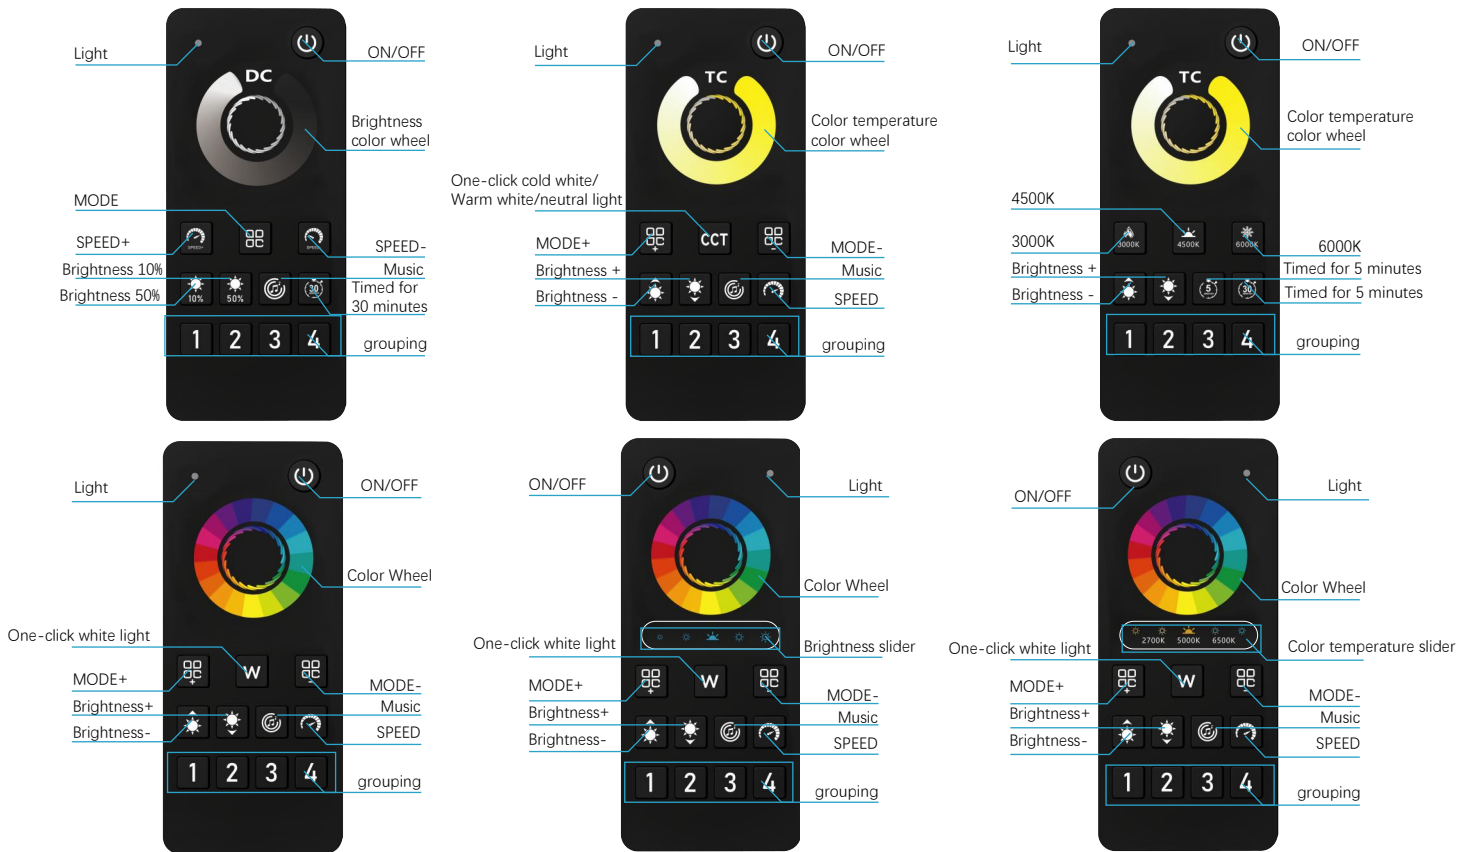 Light
ON/OFF
DC
Brightness
color wheel
MODE
SPEED+
SPEED-
SPEED+
SPEED-
Brightness 10%
Music
Brightness 50%
Timed for
30 minutes
10%
50%
30
1 2 3 4
grouping
Light
ON/OFF
TC
Color temperature
color wheel
One-click cold white/
Warm white/neutral light
CCT
MODE+
MODE-
Brightness +
Music
Brightness -
SPEED
1 2 3 4
grouping
Light
ON/OFF
TC
Color temperature
color wheel
4500K
3000K
6000K
3000K
4500K
6000K
Brightness +
Timed for 5 minutes
Brightness -
Timed for 5 minutes
5
30
1 2 3 4
grouping
Light
ON/OFF
Color Wheel
One-click white light
W
MODE+
MODE-
Brightness+
Music
Brightness-
SPEED
1 2 3 4
grouping
ON/OFF
Light
Color Wheel
One-click white light
Brightness slider
W
MODE+
MODE-
Brightness+
Music
Brightness-
SPEED
1 2 3 4
grouping
ON/OFF
Light
Color Wheel
2700K 5000K 6500K
One-click white light
Color temperature slider
W
MODE+
MODE-
Brightness+
Music
Brightness-
SPEED
1 2 3 4
grouping